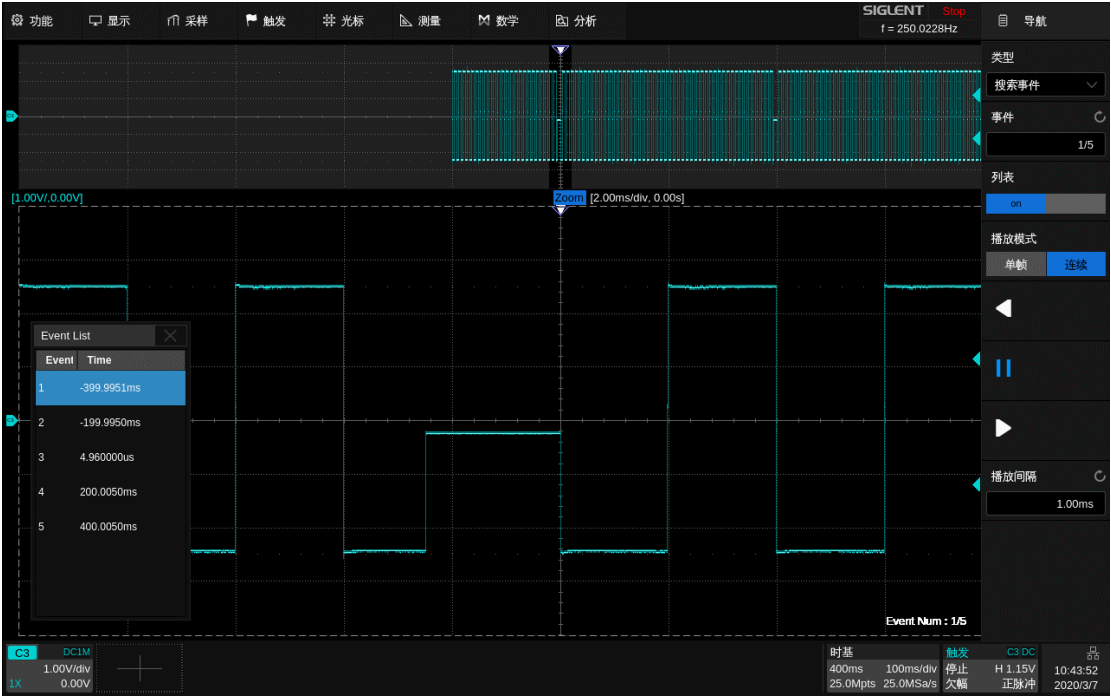 功能 显示 采样 触发 光标 测量 数学 分析 SIGLENT Stop 导航
f = 250.0228Hz
类型
搜索事件
事件
1/5
列表
[1.00V/,0.00V] Zoom [2.00ms/div, 0.00s]
on
播放模式
单帧 连续
Event List
Event Time
1 -399.9951ms
2 -199.9950ms
3 4.960000us
4 200.0050ms
5 400.0050ms
播放间隔
1.00ms
Event Num : 1/5
C3 DC1M
1.00V/div
1X 0.00V
时基
400ms 100ms/div
25.0Mpts 25.0MSa/s
触发 C3 DC
停止 H 1.15V
欠幅 正脉冲
10:43:52
2020/3/7